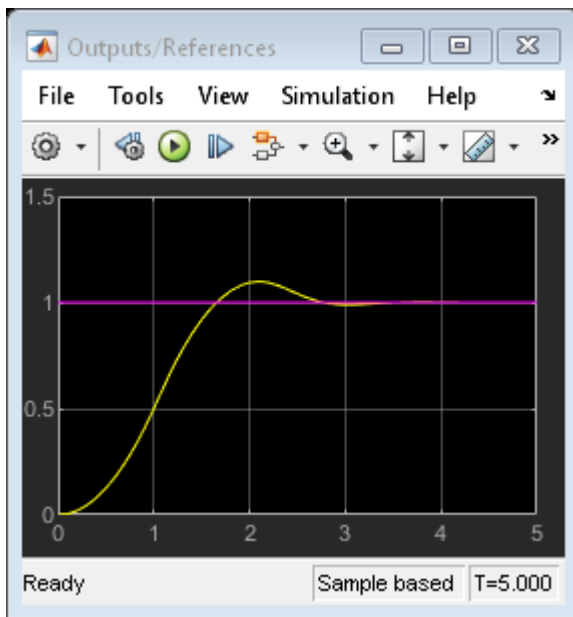 Outputs/References
File Tools View Simulation Help
1.5
1
0.5
0
0 1 2 3 4 5
Ready Sample based T=5.000